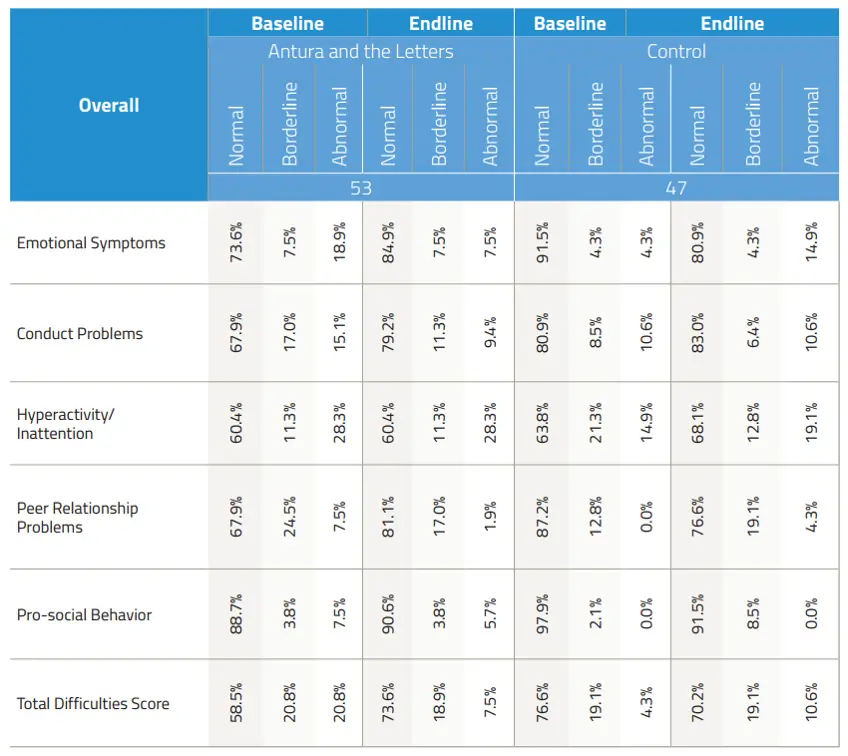 Baseline Endline Baseline Endline
Overall
Antura and the Letters Control
Normal Borderline Abnormal Normal Borderline Abnormal Normal Borderline Abnormal Normal Borderline Abnormal
53 47
Emotional Symptoms 73.6% 7.5% 18.9% 84.9% 7.5% 7.5% 91.5% 4.3% 4.3% 80.9% 4.3% 14.9%
Conduct Problems 67.9% 17.0% 15.1% 79.2% 11.3% 9.4% 80.9% 8.5% 10.6% 83.0% 6.4% 10.6%
Hyperactivity/
Inattention 60.4% 11.3% 28.3% 60.4% 11.3% 28.3% 63.8% 21.3% 14.9% 68.1% 12.8% 19.1%
Peer Relationship
Problems 67.9% 24.5% 7.5% 81.1% 17.0% 1.9% 87.2% 12.8% 0.0% 76.6% 19.1% 4.3%
Pro-social Behavior 88.7% 3.8% 7.5% 90.6% 3.8% 5.7% 97.9% 2.1% 0.0% 91.5% 8.5% 0.0%
Total Difficulties Score 58.5% 20.8% 20.8% 73.6% 18.9% 7.5% 76.6% 19.1% 4.3% 70.2% 19.1% 10.6%